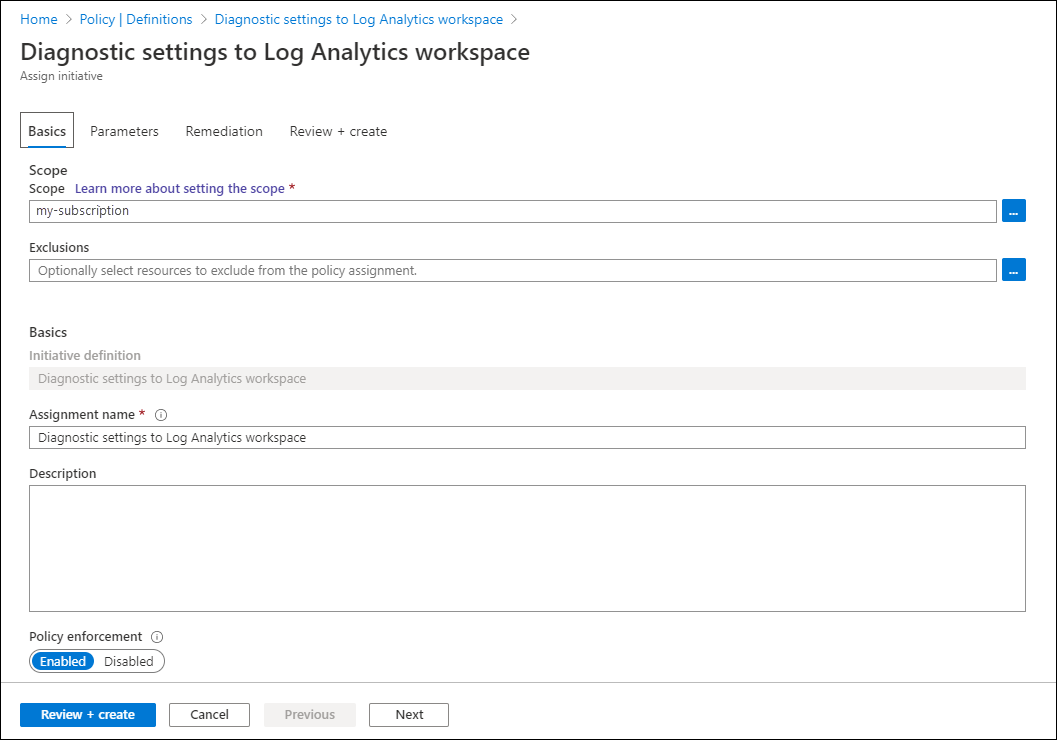 Home > Policy | Definitions > Diagnostic settings to Log Analytics workspace >
Diagnostic settings to Log Analytics workspace
Assign initiative
Basics Parameters Remediation Review + create
Scope
Scope Learn more about setting the scope *
my-subscription ...
Exclusions
Optionally select resources to exclude from the policy assignment. ...
Basics
Initiative definition
Diagnostic settings to Log Analytics workspace
Assignment name *
Diagnostic settings to Log Analytics workspace
Description
Policy enforcement
Enabled Disabled
Review + create Cancel Previous Next